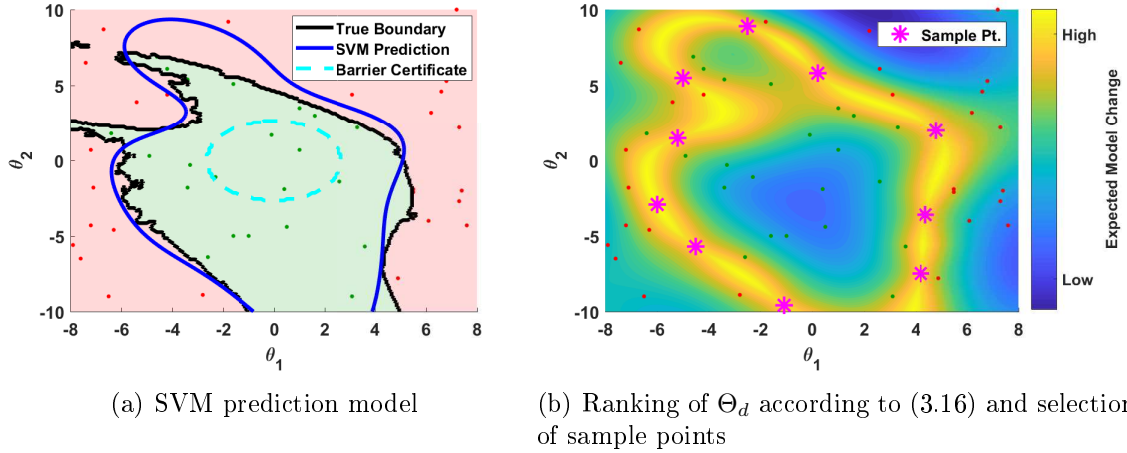 True Boundary
SVM Prediction
Barrier Certificate
10
5
0
-5
-10
θ2
-8
-6
-4
-2
0
2
4
6
8
θ1
(a) SVM prediction model
Sample Pt.
10
5
0
-5
-10
θ2
-8
-6
-4
-2
0
2
4
6
8
θ1
High
Low
Expected Model Change
(b) Ranking of Θd according to (3.16) and selection
of sample points